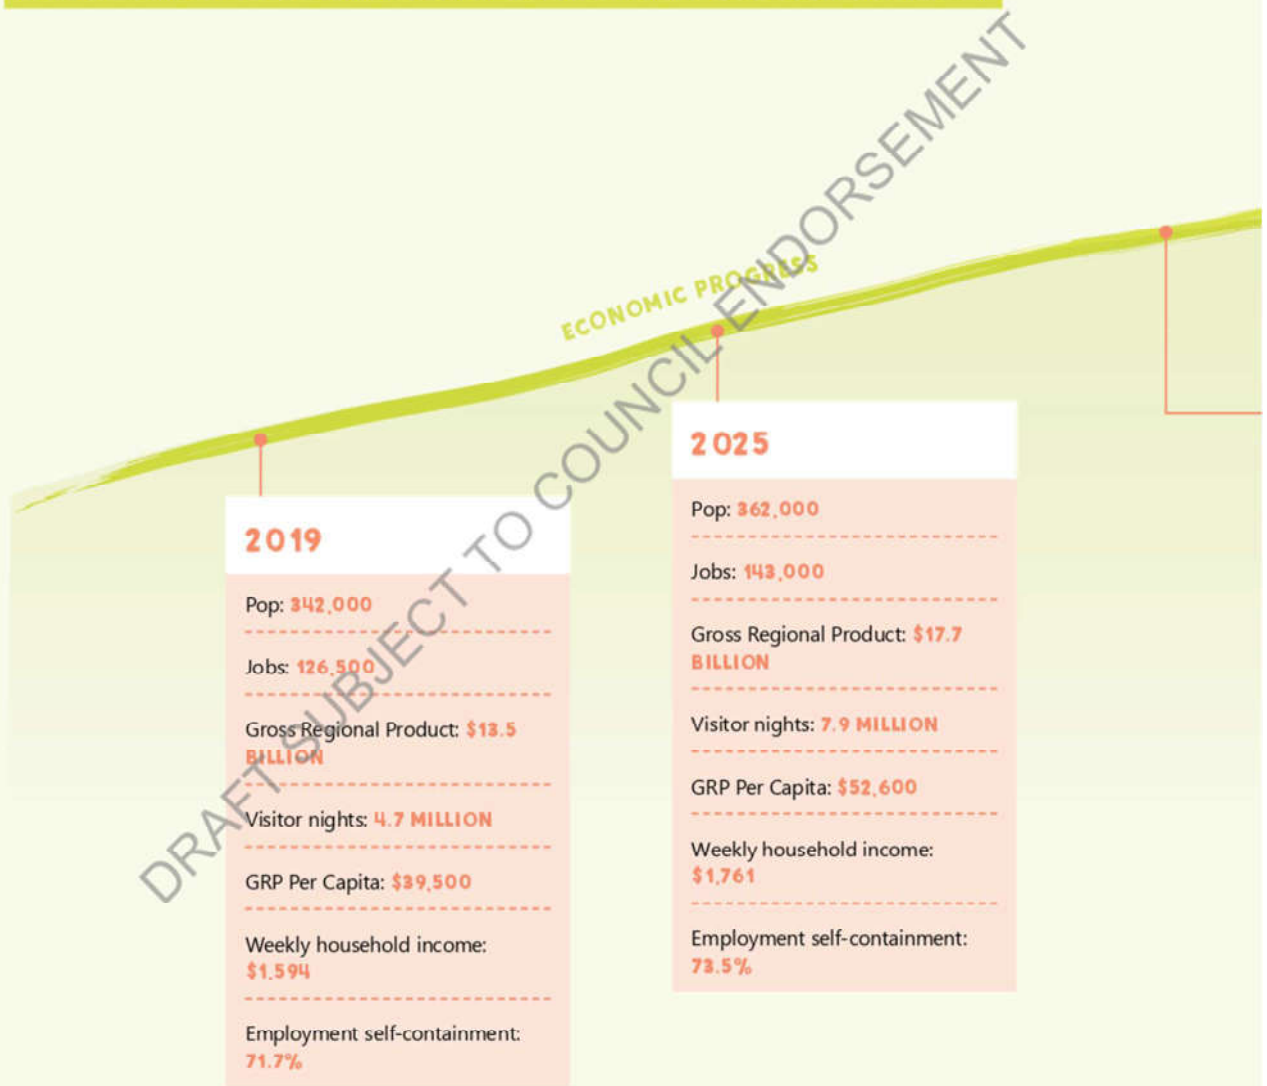 DRAFT SUBJECT TO COUNCIL ENDORSEMENT
ECONOMIC PROGRESS
2019
Pop: 342,000
Jobs: 126,500
Gross Regional Product: $13.5
BILLION
Visitor nights: 4.7 MILLION
GRP Per Capita: $39,500
Weekly household income:
$1,594
Employment self-containment:
71.7%
2025
Pop: 362,000
Jobs: 143,000
Gross Regional Product: $17.7
BILLION
Visitor nights: 7.9 MILLION
GRP Per Capita: $52,600
Weekly household income:
$1,761
Employment self-containment:
73.5%